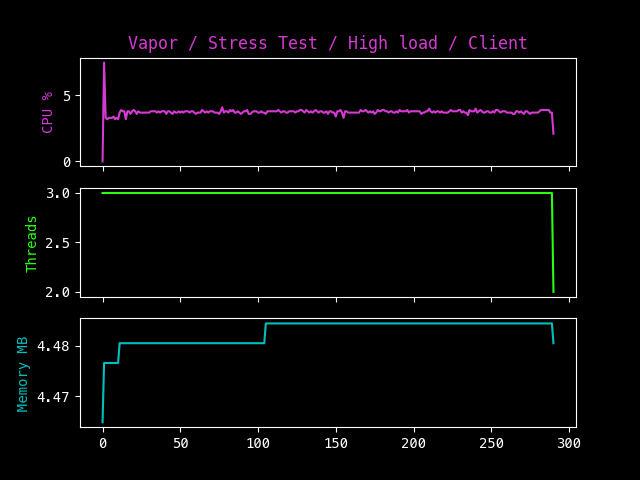 Vapor / Stress Test / High load / Client
CPU %
5
0
Threads
3.0
2.5
2.0
Memory MB
4.48
4.47
0 50 100 150 200 250 300